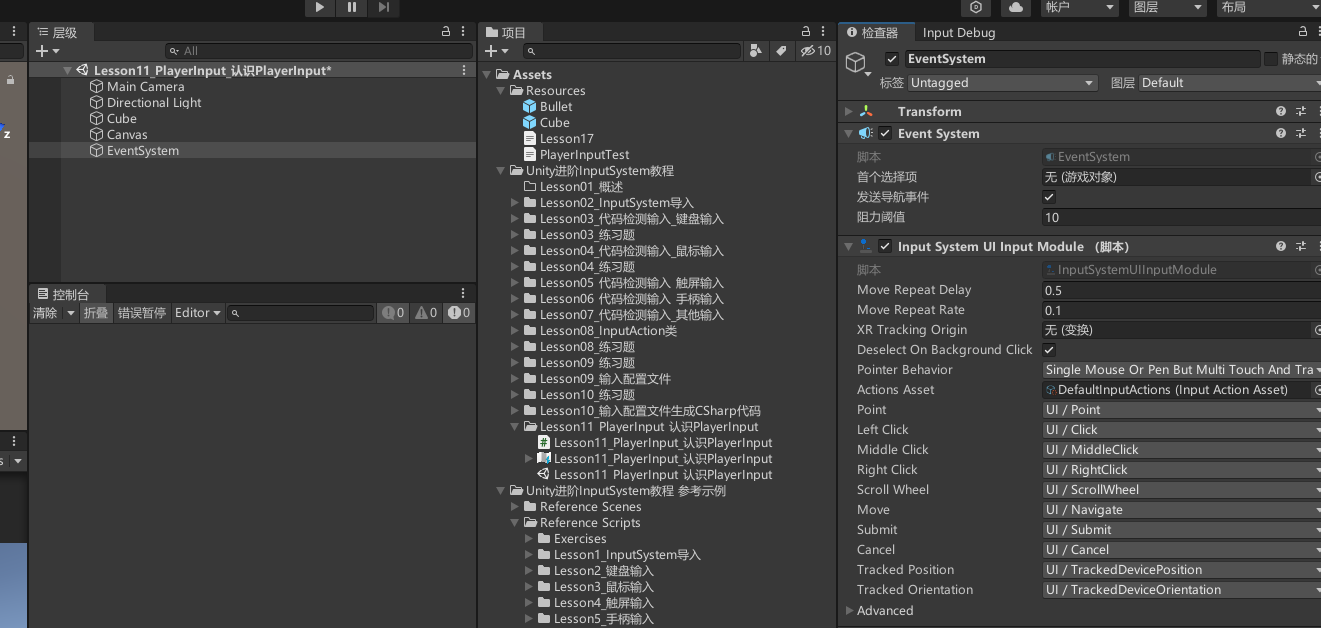 帐户
图层
布局
层级
All
Lesson11_PlayerInput_认识PlayerInput*
Main Camera
Directional Light
Cube
Canvas
EventSystem
控制台
清除
折叠
错误暂停
Editor
0
0
0
项目
10
Assets
Resources
Bullet
Cube
Lesson17
PlayerInputTest
Unity进阶InputSystem教程
Lesson01_概述
Lesson02_InputSystem导入
Lesson03_代码检测输入_键盘输入
Lesson03_练习题
Lesson04_代码检测输入_鼠标输入
Lesson04_练习题
Lesson05_代码检测输入_触屏输入
Lesson06_代码检测输入_手柄输入
Lesson07_代码检测输入_其他输入
Lesson08_InputAction类
Lesson08_练习题
Lesson09_练习题
Lesson09_输入配置文件
Lesson10_练习题
Lesson10_输入配置文件生成CSharp代码
Lesson11_PlayerInput_认识PlayerInput
Lesson11_PlayerInput_认识PlayerInput
Lesson11_PlayerInput_认识PlayerInput
Lesson11_PlayerInput_认识PlayerInput
Unity进阶InputSystem教程_参考示例
Reference Scenes
Reference Scripts
Exercises
Lesson1_InputSystem导入
Lesson2_键盘输入
Lesson3_鼠标输入
Lesson4_触屏输入
Lesson5_手柄输入
检查器
Input Debug
EventSystem
静态的
标签 Untagged
图层 Default
Transform
Event System
脚本 EventSystem
首个选择项 无 (游戏对象)
发送导航事件
阻力阈值 10
Input System UI Input Module （脚本）
脚本 InputSystemUIInputModule
Move Repeat Delay 0.5
Move Repeat Rate 0.1
XR Tracking Origin 无 (变换)
Deselect On Background Click
Pointer Behavior Single Mouse Or Pen But Multi Touch And Tra
Actions Asset DefaultInputActions (Input Action Asset)
Point UI / Point
Left Click UI / Click
Middle Click UI / MiddleClick
Right Click UI / RightClick
Scroll Wheel UI / ScrollWheel
Move UI / Navigate
Submit UI / Submit
Cancel UI / Cancel
Tracked Position UI / TrackedDevicePosition
Tracked Orientation UI / TrackedDeviceOrientation
Advanced
z
s